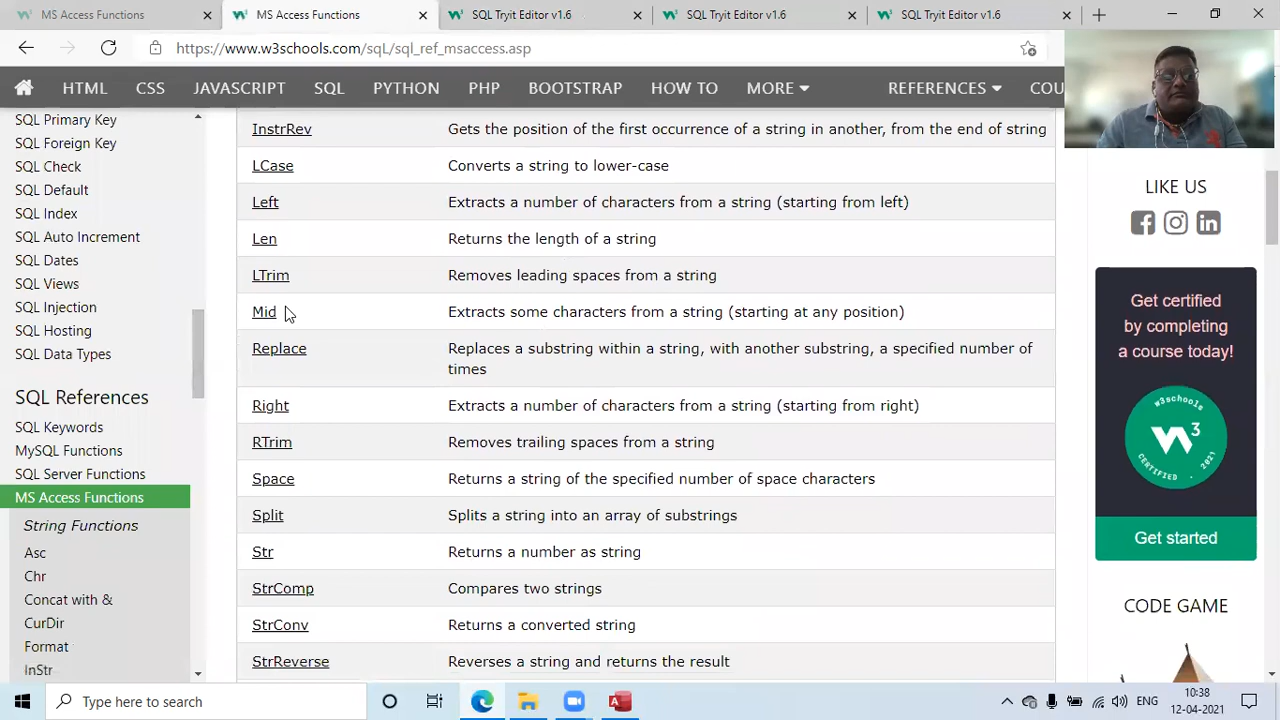 MS Access Functions
MS Access Functions
SQL Tryit Editor v1.6
SQL Tryit Editor v1.6
SQL Tryit Editor v1.6
https://www.w3schools.com/sqL/sql_ref_msaccess.asp
HTML CSS JAVASCRIPT SQL PYTHON PHP BOOTSTRAP HOW TO MORE REFERENCES COU
SQL Primary Key
SQL Foreign Key
SQL Check
SQL Default
SQL Index
SQL Auto Increment
SQL Dates
SQL Views
SQL Injection
SQL Hosting
SQL Data Types
SQL References
SQL Keywords
MySQL Functions
SQL Server Functions
MS Access Functions
String Functions
Asc
Chr
Concat with &
CurDir
Format
InStr
InstrRev Gets the position of the first occurrence of a string in another, from the end of string
LCase Converts a string to lower-case
Left Extracts a number of characters from a string (starting from left)
Len Returns the length of a string
LTrim Removes leading spaces from a string
Mid Extracts some characters from a string (starting at any position)
Replace Replaces a substring within a string, with another substring, a specified number of
times
Right Extracts a number of characters from a string (starting from right)
RTrim Removes trailing spaces from a string
Space Returns a string of the specified number of space characters
Split Splits a string into an array of substrings
Str Returns a number as string
StrComp Compares two strings
StrConv Returns a converted string
StrReverse Reverses a string and returns the result
LIKE US
Get certified
by completing
a course today!
w3schools
W3
CERTIFIED . 2021
Get started
CODE GAME
Type here to search
ENG
10:38
12-04-2021